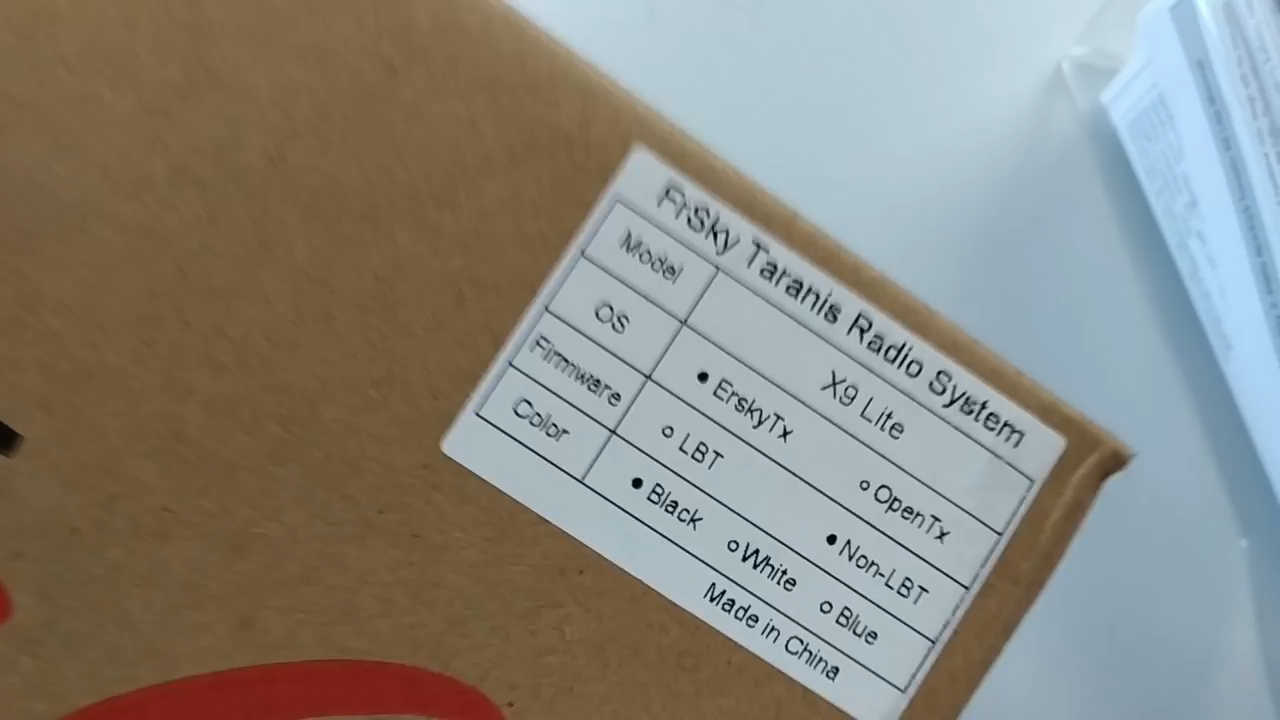 FrSky Taranis Radio System
Model X9 Lite
OS ● ErskyTx ○ OpenTx
Firmware ○ LBT ● Non-LBT
Color ● Black ○ White ○ Blue
Made in China